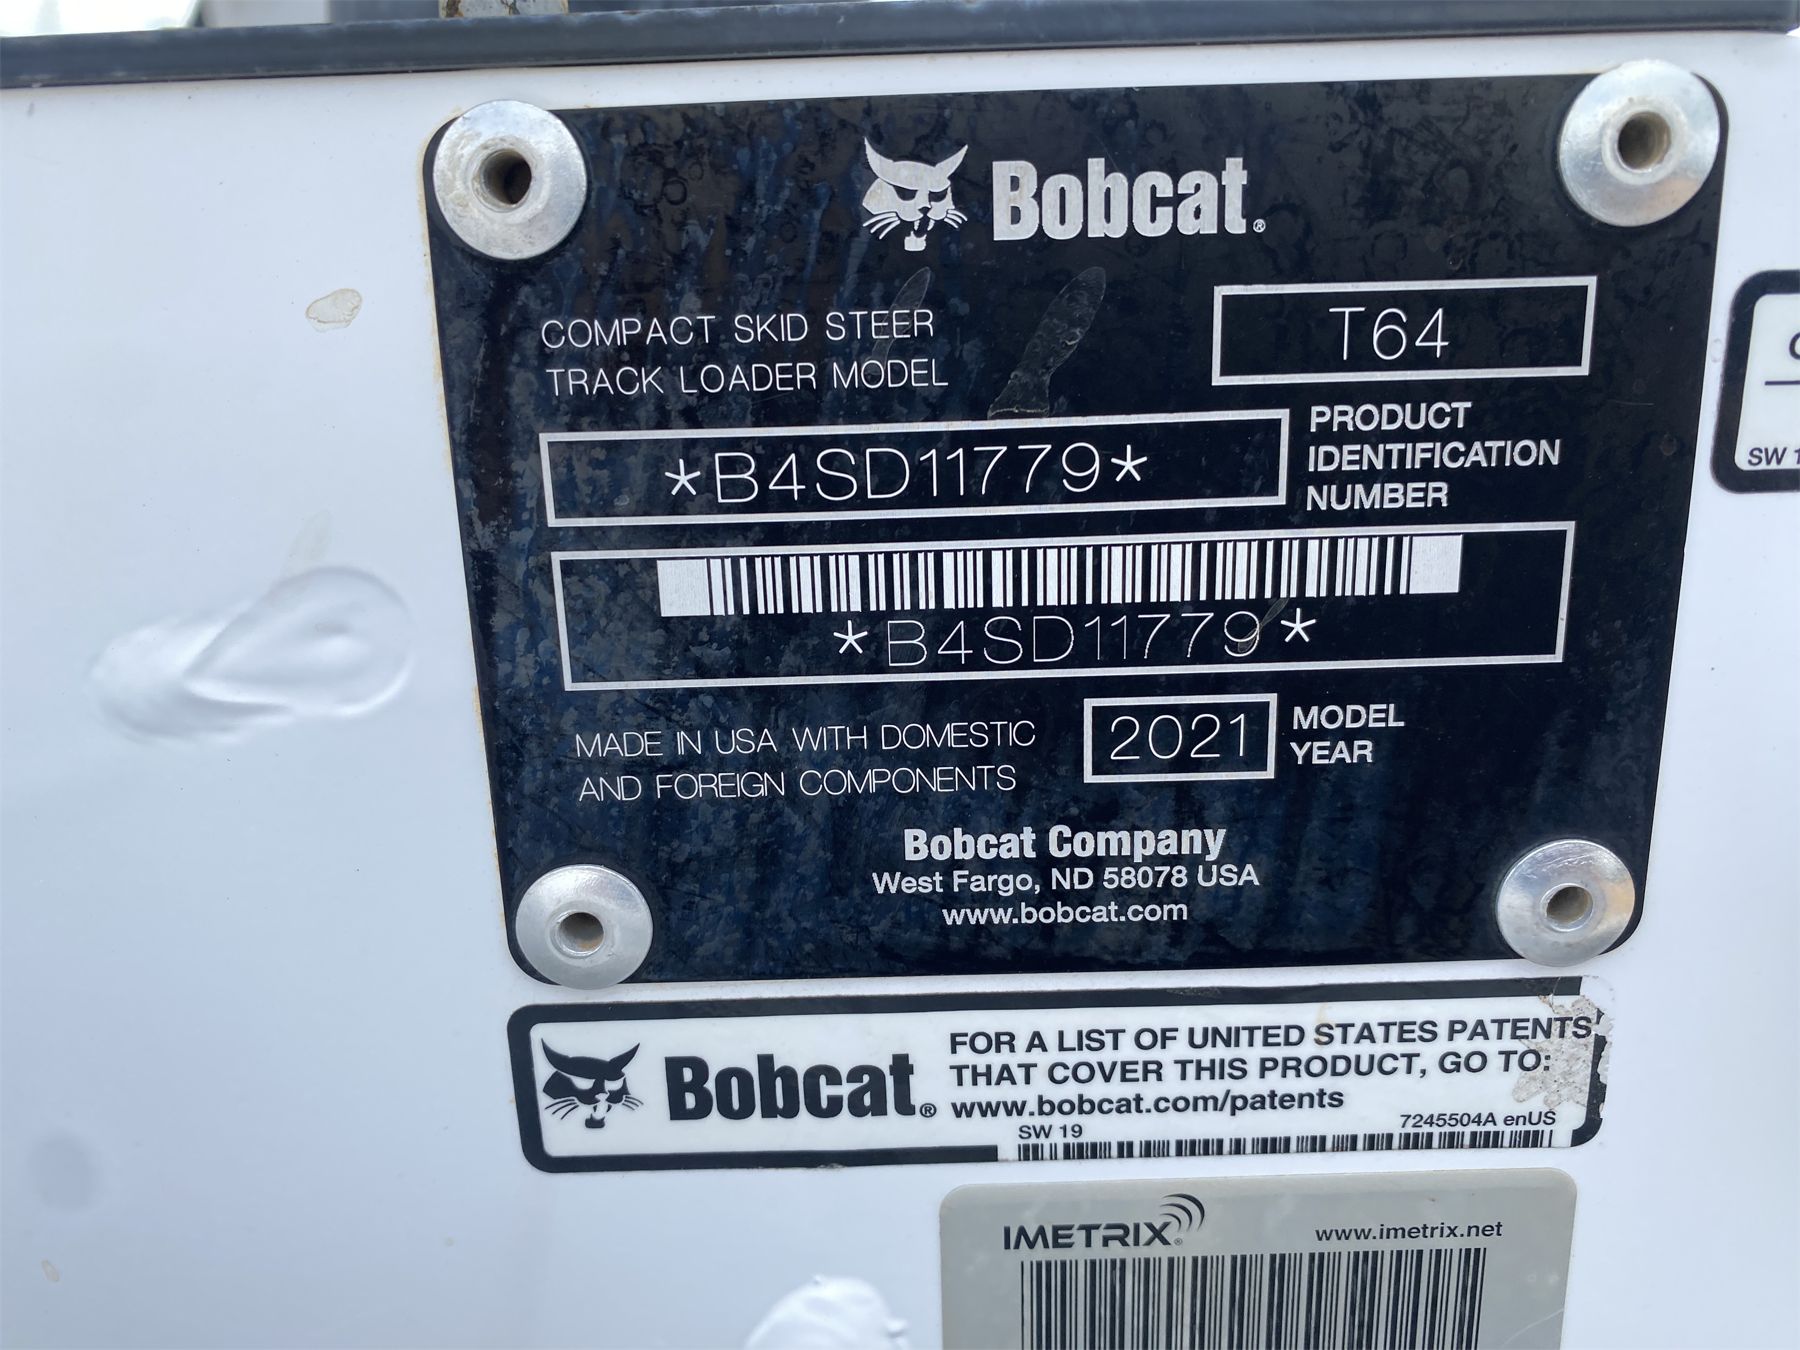 Bobcat®
COMPACT SKID STEER
TRACK LOADER MODEL
T64
*B4SD11779*
PRODUCT
IDENTIFICATION
NUMBER
*B4SD11779*
MADE IN USA WITH DOMESTIC
AND FOREIGN COMPONENTS
2021
MODEL
YEAR
Bobcat Company
West Fargo, ND 58078 USA
www.bobcat.com
SW 1
Bobcat®
FOR A LIST OF UNITED STATES PATENTS
THAT COVER THIS PRODUCT, GO TO:
www.bobcat.com/patents
SW 19
7245504A enUS
IMETRIX®
www.imetrix.net